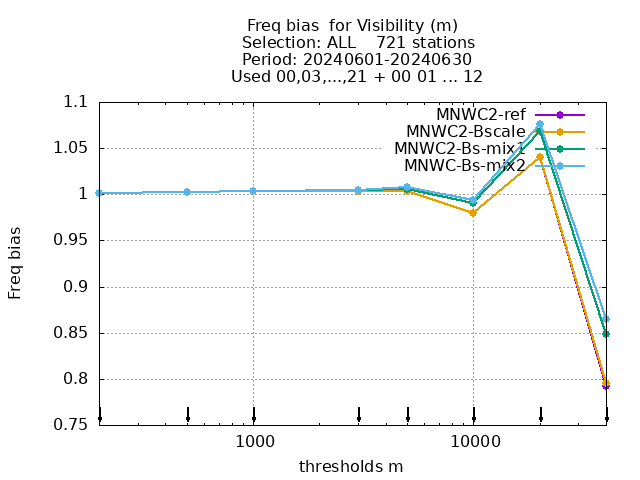 Freq bias  for Visibility (m)
Selection: ALL    721 stations
Period: 20240601-20240630
Used 00,03,...,21 + 00 01 ... 12
MNWC2-ref
MNWC2-Bscale
MNWC2-Bs-mix1
MNWC-Bs-mix2
1.1
1.05
1
0.95
0.9
0.85
0.8
0.75
Freq bias
1000
10000
thresholds m